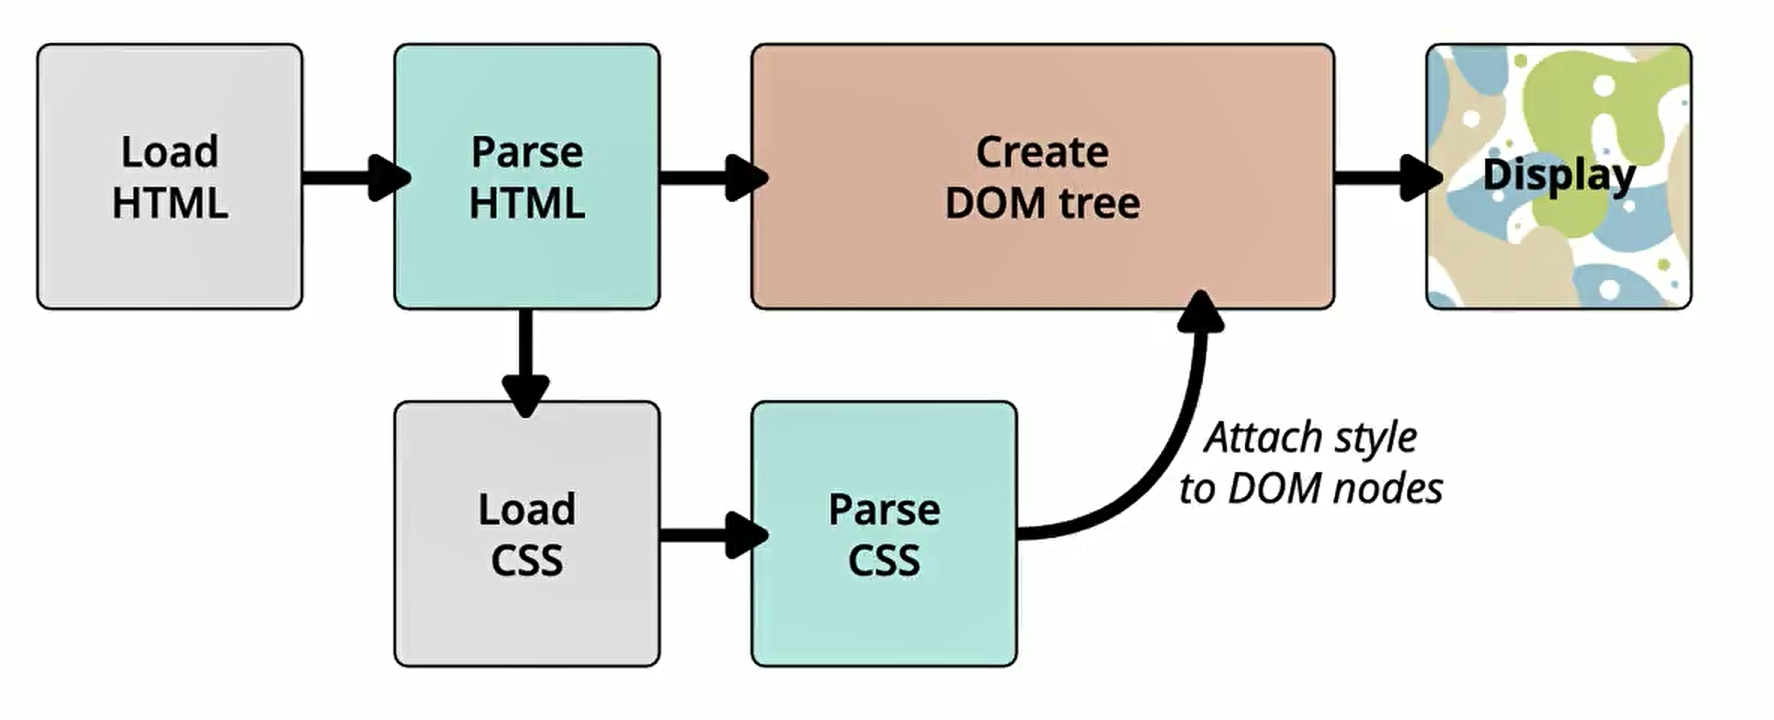 Load
HTML
Parse
HTML
Create
DOM tree
Display
Load
CSS
Parse
CSS
Attach style
to DOM nodes